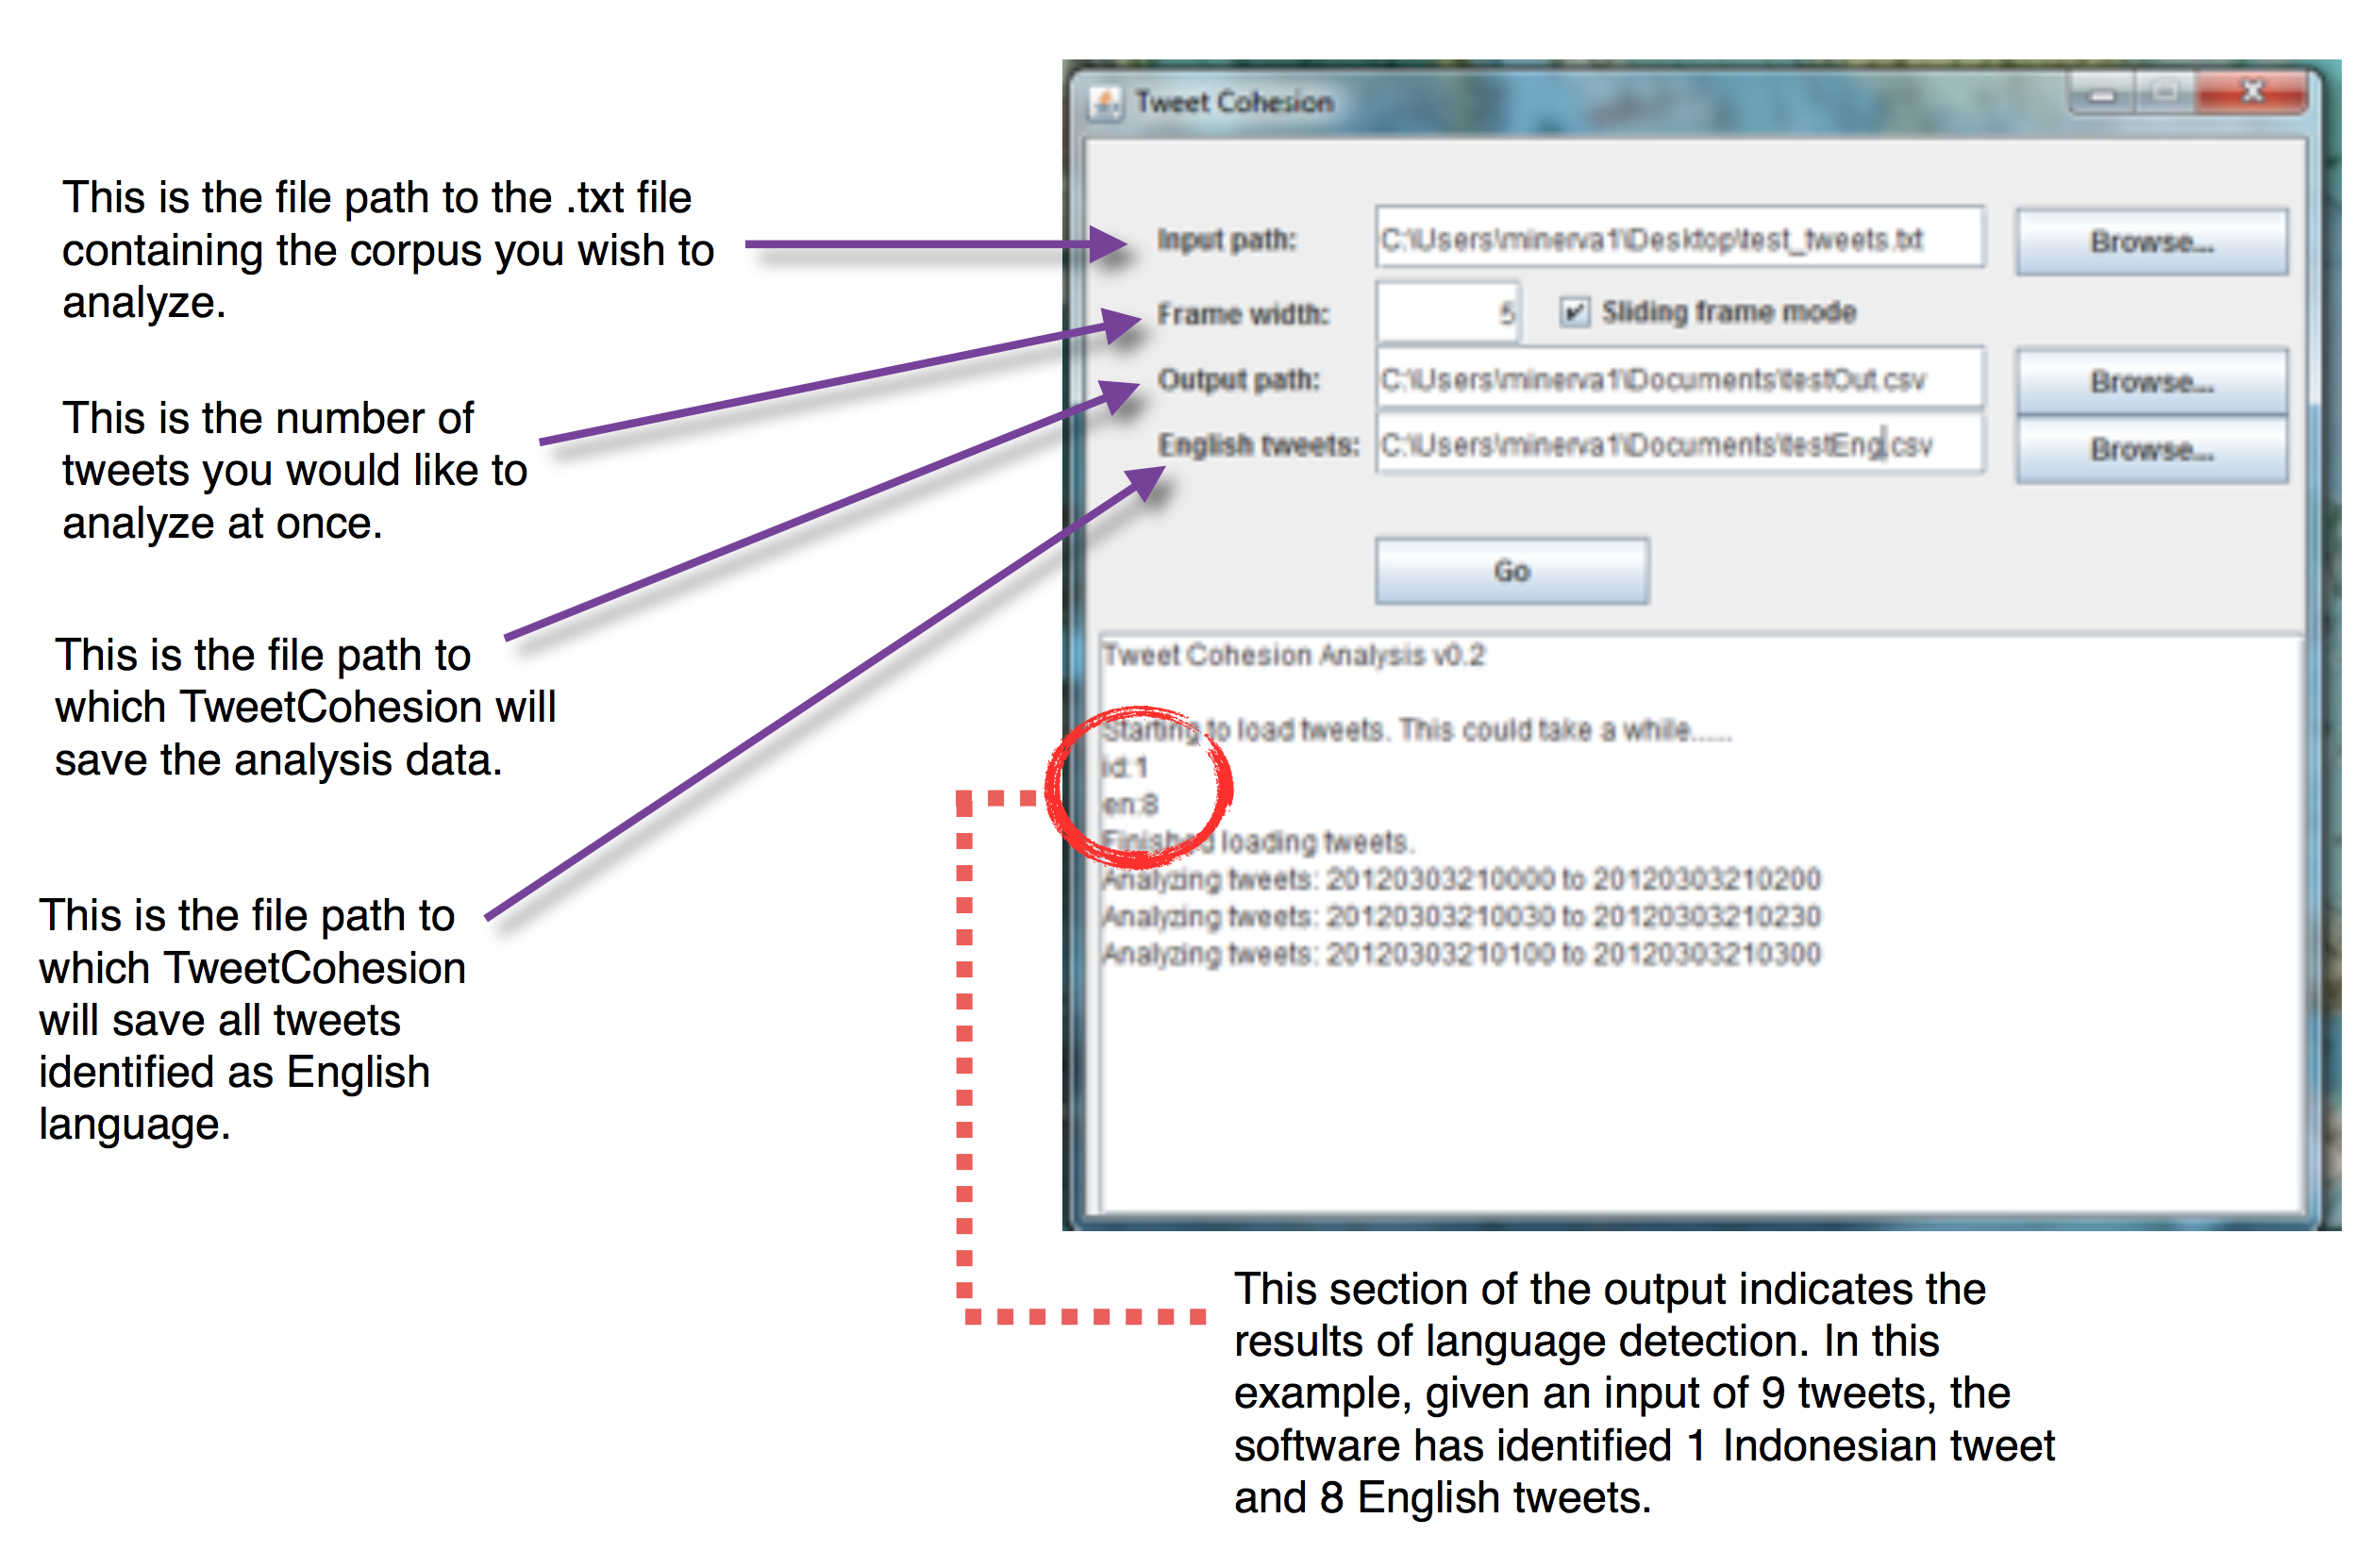 Tweet Cohesion
This is the file path to the .txt file
containing the corpus you wish to
analyze.
This is the number of
tweets you would like to
analyze at once.
This is the file path to
which TweetCohesion will
save the analysis data.
This is the file path to
which TweetCohesion
will save all tweets
identified as English
language.
Input path: C:\Users\minerva1\Desktop\test_tweets.txt Browse...
Frame width: 5 Sliding frame mode
Output path: C:\Users\minerva1\Documents\testOut.csv Browse...
English tweets: C:\Users\minerva1\Documents\testEng.csv Browse...
Go
Tweet Cohesion Analysis v0.2
Starting to load tweets. This could take a while......
id:1
en:8
Finished loading tweets.
Analyzing tweets: 20120303210000 to 20120303210200
Analyzing tweets: 20120303210030 to 20120303210230
Analyzing tweets: 20120303210100 to 20120303210300
This section of the output indicates the
results of language detection. In this
example, given an input of 9 tweets, the
software has identified 1 Indonesian tweet
and 8 English tweets.